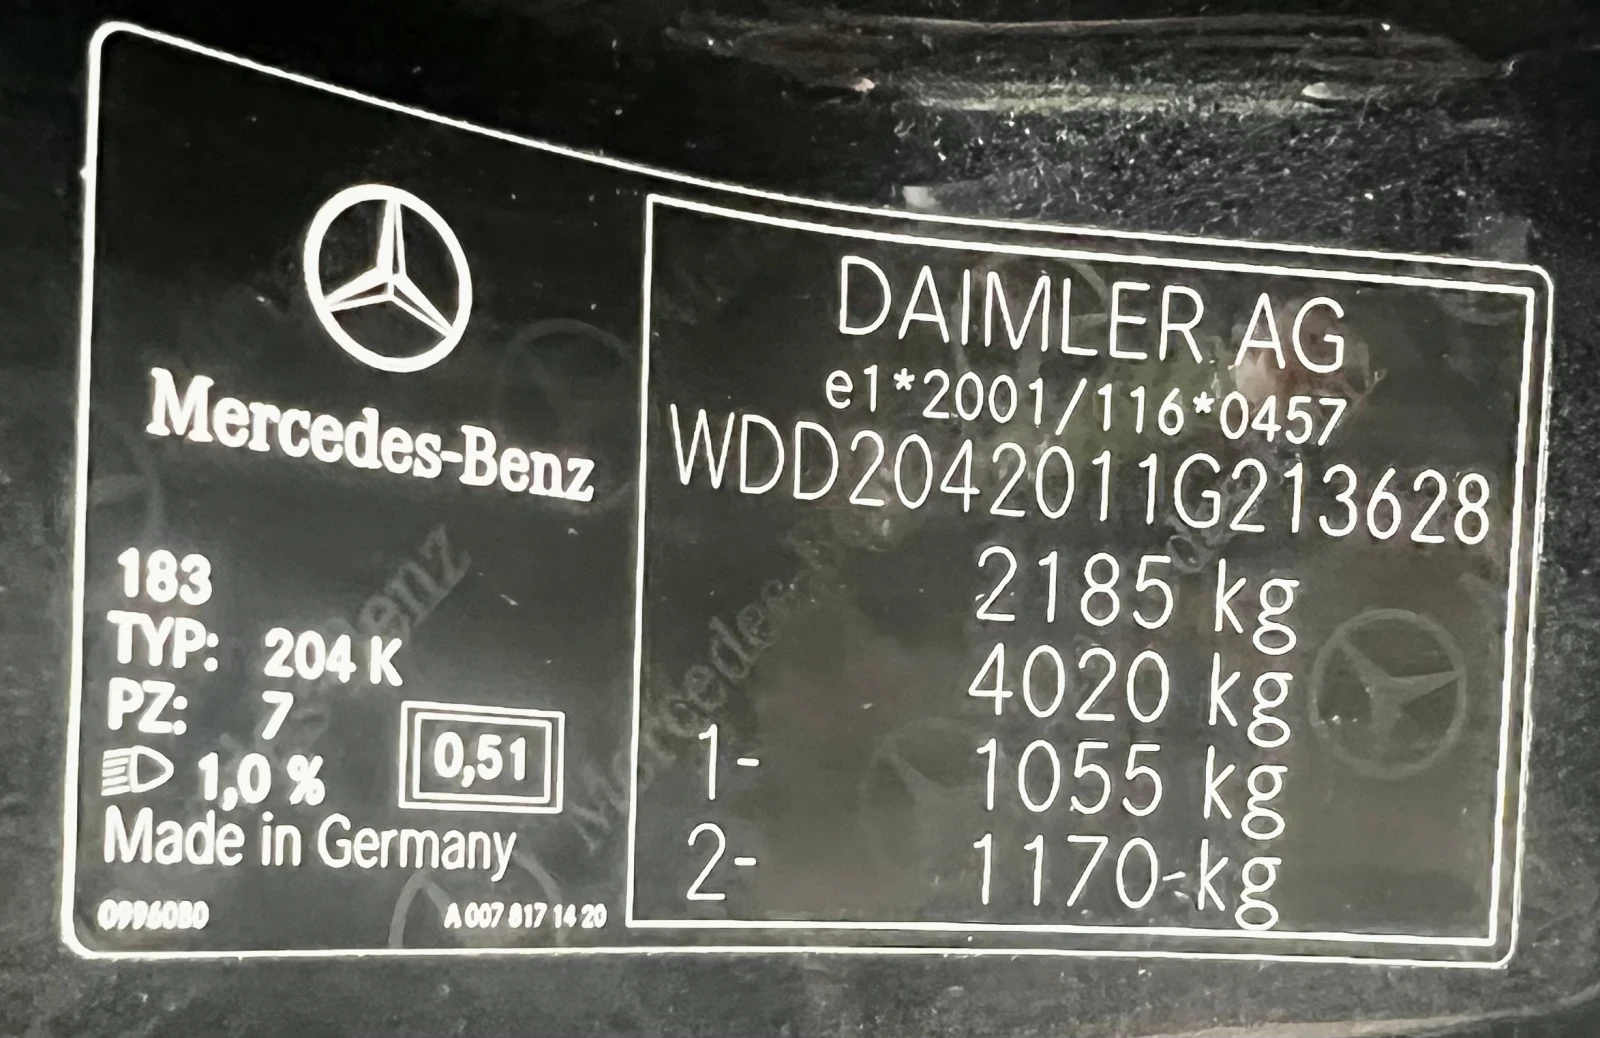 Mercedes-Benz
183
TYP: 204 K
PZ: 7
1,0 %
0,51
Made in Germany
0996080
A 007 817 14 20
DAIMLER AG
e1*2001/116*0457
WDD2042011G213628
2185 kg
4020 kg
1- 1055 kg
2- 1170-kg